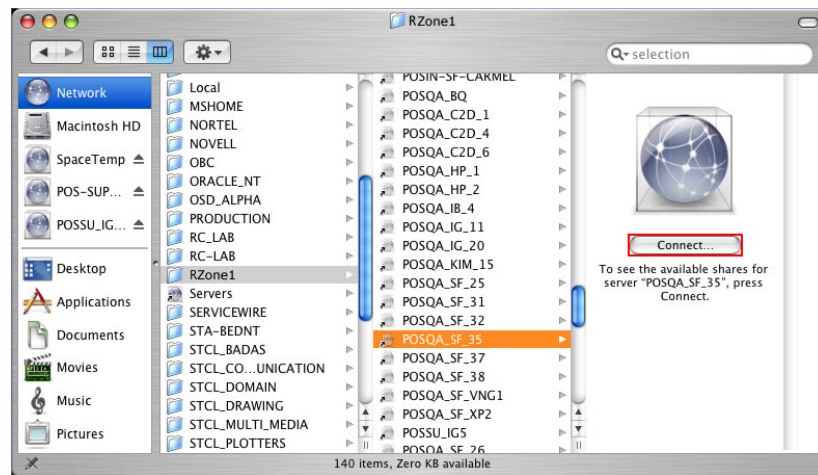 RZone1
selection
Network
Macintosh HD
SpaceTemp
POS-SUP...
POSSU_IG...
Desktop
Applications
Documents
Movies
Music
Pictures
Local
MSHOME
NORTEL
NOVELL
OBC
ORACLE_NT
OSD_ALPHA
PRODUCTION
RC_LAB
RC-LAB
RZone1
Servers
SERVICEWIRE
STA-BEDNT
STCL_BADAS
STCL_CO...UNICATION
STCL_DOMAIN
STCL_DRAWING
STCL_MULTI_MEDIA
STCL_PLOTTERS
POSIN-SF-CARMEL
POSQA_BQ
POSQA_C2D_1
POSQA_C2D_4
POSQA_C2D_6
POSQA_HP_1
POSQA_HP_2
POSQA_IB_4
POSQA_IG_11
POSQA_IG_20
POSQA_KIM_15
POSQA_SF_25
POSQA_SF_31
POSQA_SF_32
POSQA_SF_35
POSQA_SF_37
POSQA_SF_38
POSQA_SF_VNG1
POSQA_SF_XP2
POSSU_IG5
POSQA_SF_26
Connect...
To see the available shares for
server "POSQA_SF_35", press
Connect.
140 items, Zero KB available